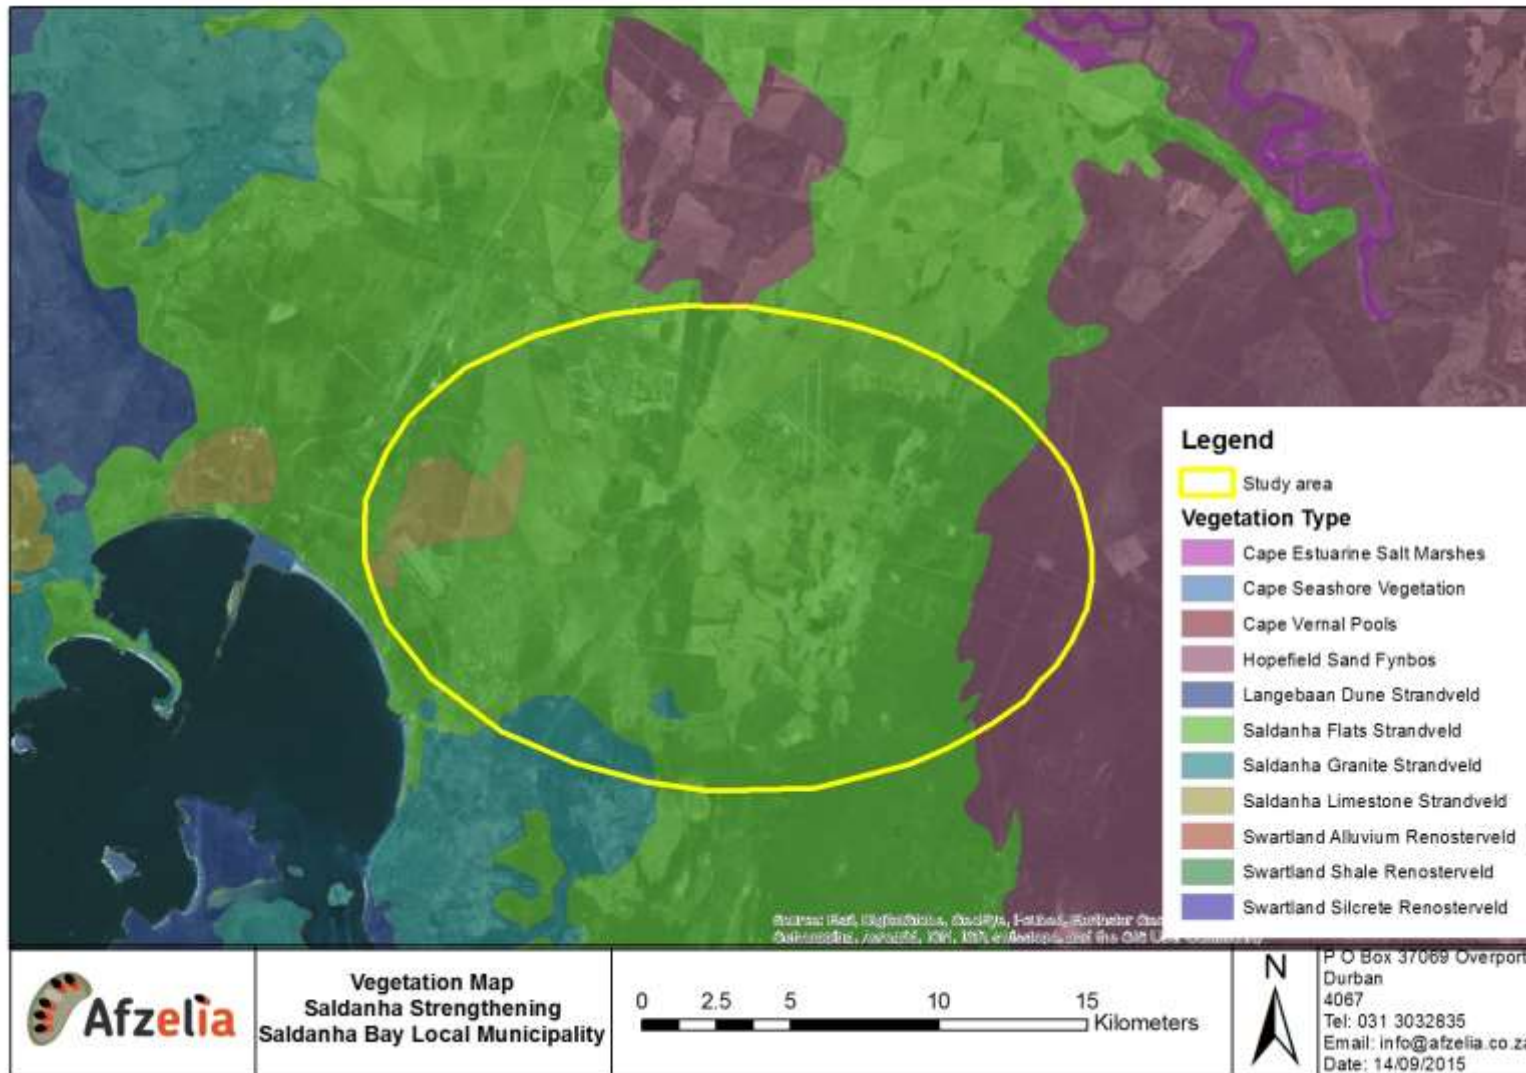 Legend
Study area
Vegetation Type
Cape Estuarine Salt Marshes
Cape Seashore Vegetation
Cape Vernal Pools
Hopefield Sand Fynbos
Langebaan Dune Strandveld
Saldanha Flats Strandveld
Saldanha Granite Strandveld
Saldanha Limestone Strandveld
Swartland Alluvium Renosterveld
Swartland Shale Renosterveld
Swartland Silcrete Renosterveld
Afzelia
Vegetation Map
Saldanha Strengthening
Saldanha Bay Local Municipality
0 2.5 5 10 15
Kilometers
N
P O Box 37069 Overport
Durban
4067
Tel: 031 3032835
Email: info@afzelia.co.za
Date: 14/09/2015